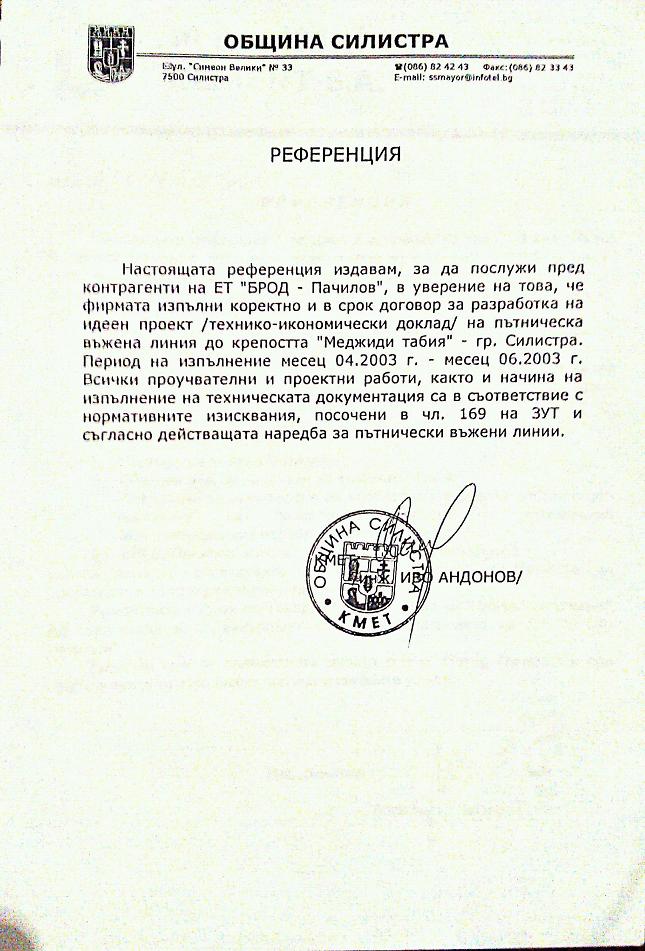 ОБЩИНА СИЛИСТРА
ул. "Симеон Велики" № 33
☎(086) 82 42 43 Факс: (086) 82 33 43
7500 Силистра
E-mail: ssmayor@infotel.bg
РЕФЕРЕНЦИЯ
Настоящата референция издавам, за да послужи пред
контрагенти на ЕТ "БРОД - Пачилов", в уверение на това, че
фирмата изпълни коректно и в срок договор за разработка на
идеен проект /технико-икономически доклад/ на пътническа
въжена линия до крепостта "Меджиди табия" - гр. Силистра.
Период на изпълнение месец 04.2003 г. - месец 06.2003 г.
Всички проучвателни и проектни работи, както и начина на
изпълнение на техническата документация са в съответствие с
нормативните изисквания, посочени в чл. 169 на ЗУТ и
съгласно действащата наредба за пътнически въжени линии.
ОБЩИНА СИЛИСТРА
КМЕТ
/инж. ИВО АНДОНОВ/
• КМЕТ •